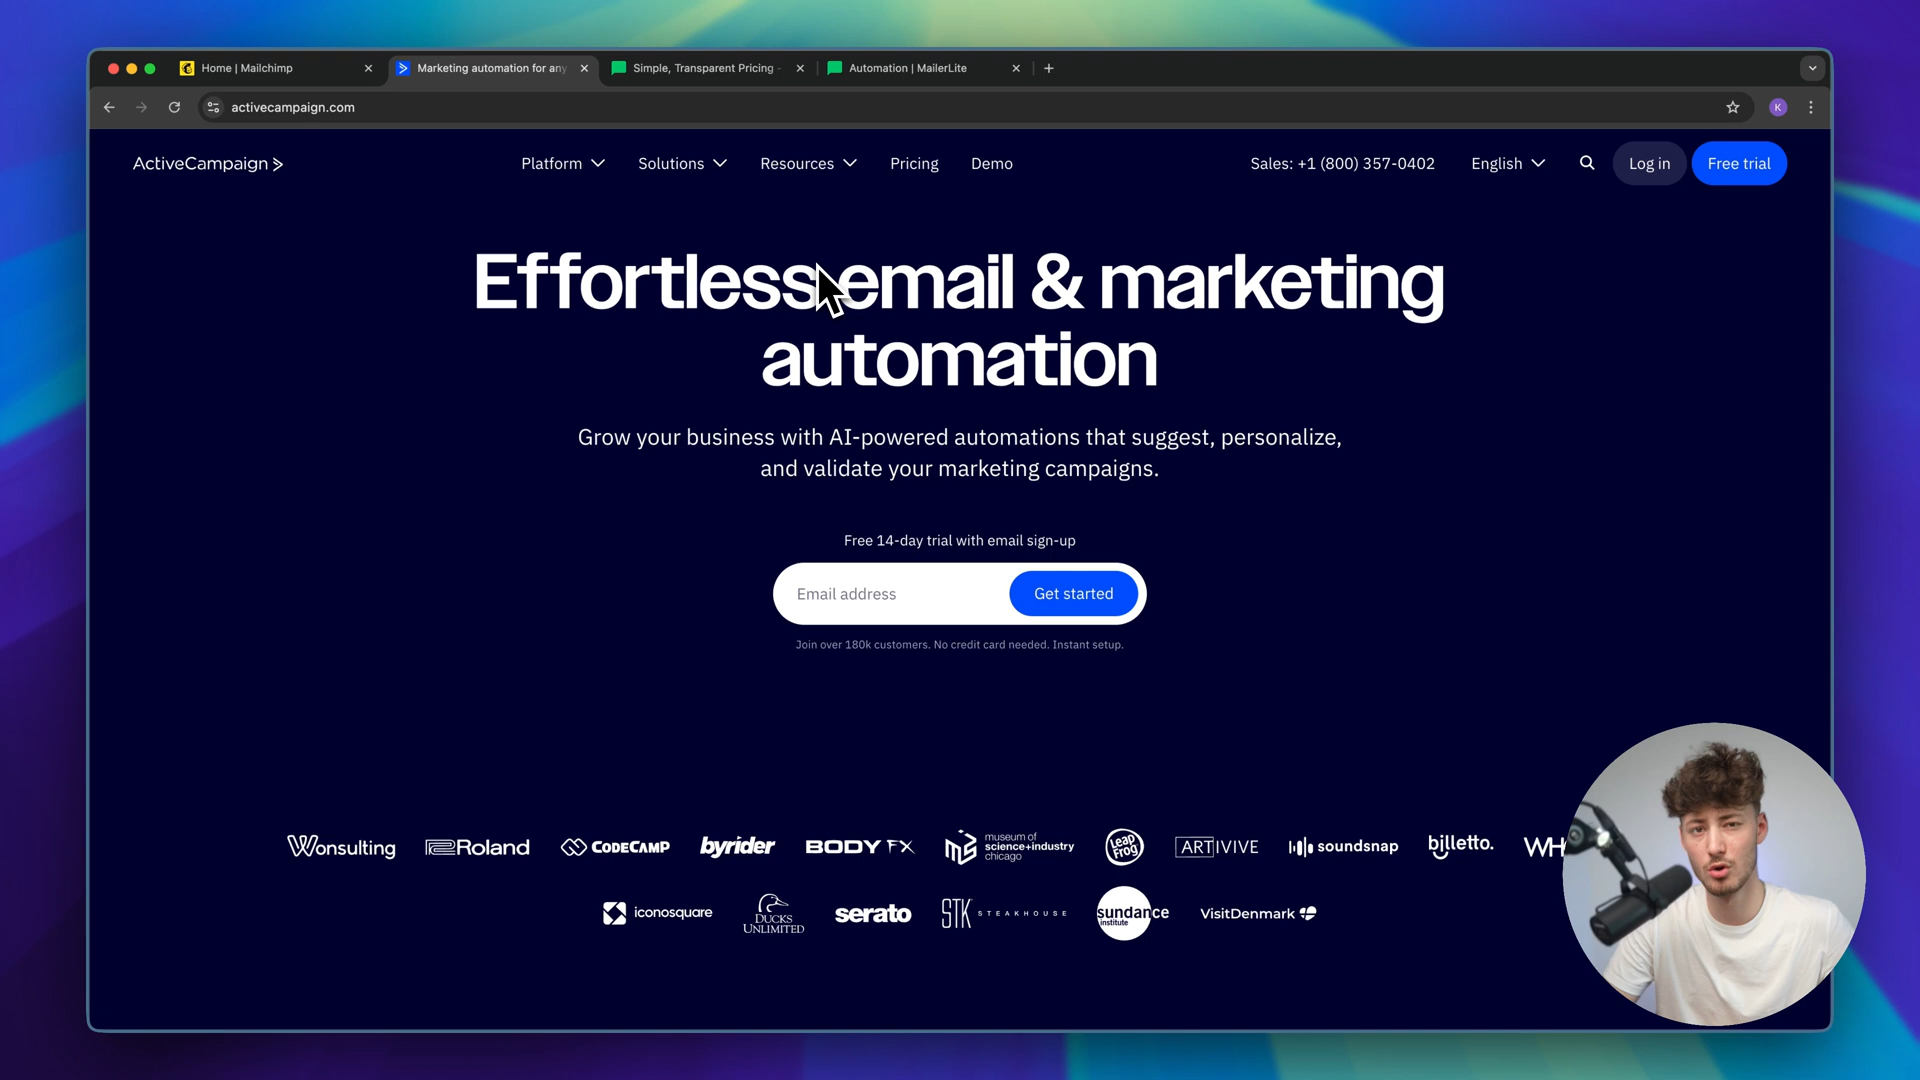 Home | Mailchimp
Marketing automation for any
Simple, Transparent Pricing -
Automation | MailerLite
activecampaign.com
K
ActiveCampaign >
Platform
Solutions
Resources
Pricing
Demo
Sales: +1 (800) 357-0402
English
Log in
Free trial
Effortless email & marketing
automation
Grow your business with AI-powered automations that suggest, personalize,
and validate your marketing campaigns.
Free 14-day trial with email sign-up
Email address
Get started
Join over 180k customers. No credit card needed. Instant setup.
Wonsulting
Roland
CODECAMP
byrider
BODY FX
museum of
science+industry
chicago
Leap
Frog
ARTIVIVE
soundsnap
billetto.
WH
iconosquare
DUCKS
UNLIMITED
serato
STK STEAKHOUSE
sundance
institute
VisitDenmark